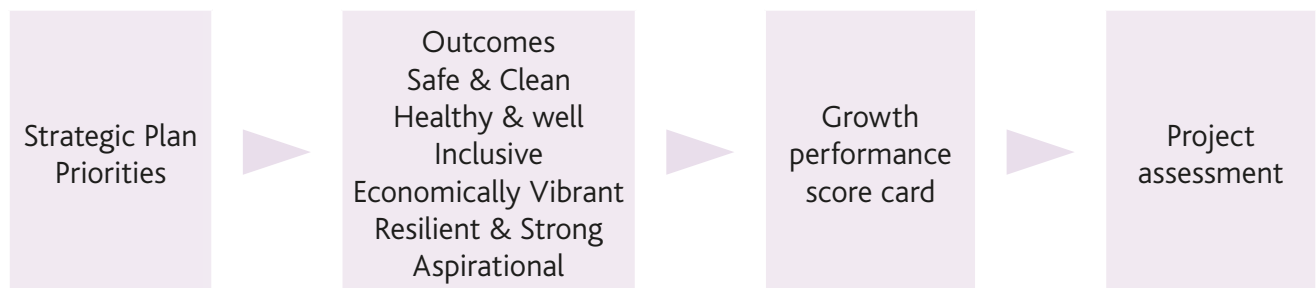 Strategic Plan
Priorities
Outcomes
Safe & Clean
Healthy & well
Inclusive
Economically Vibrant
Resilient & Strong
Aspirational
Growth
performance
score card
Project
assessment